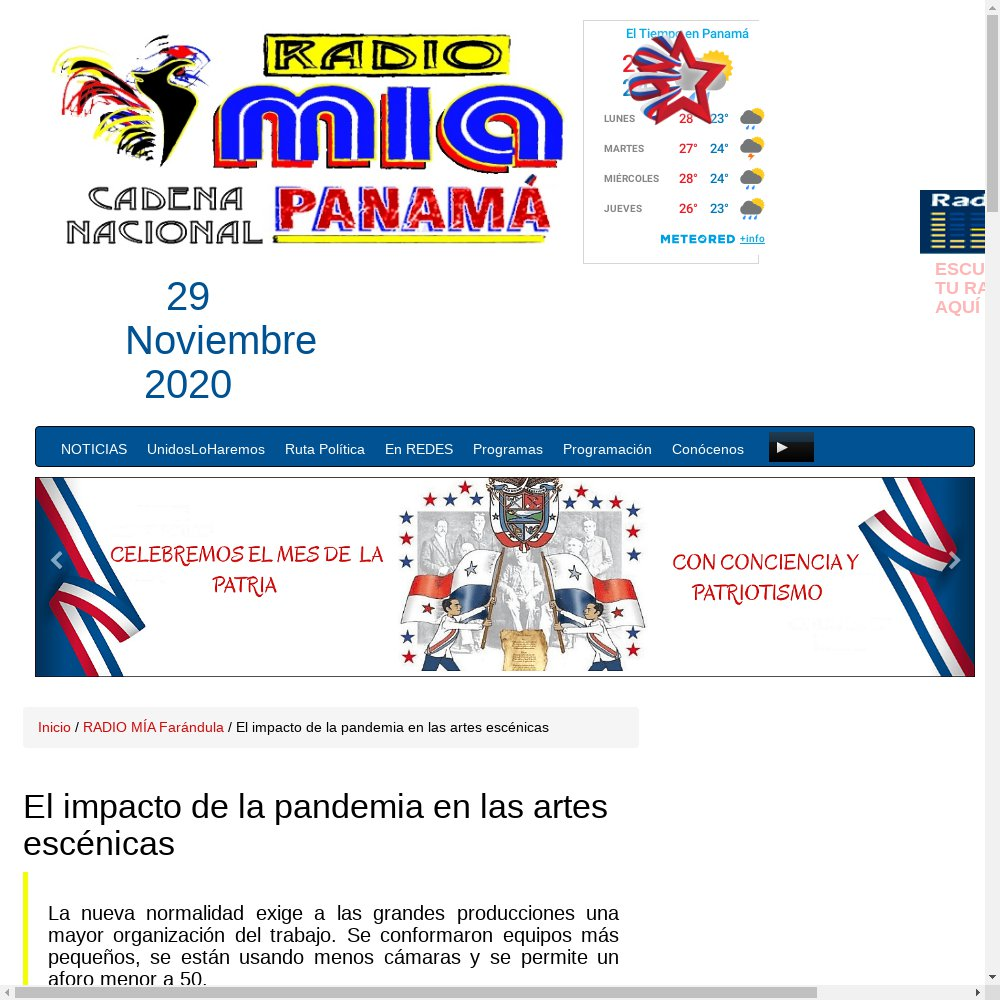 RADIO
MIA
CADENA
NACIONAL
PANAMÁ
El Tiempo en Panamá
LUNES 28° 23°
MARTES 27° 24°
MIÉRCOLES 28° 24°
JUEVES 26° 23°
METEORED +info
ESCU
TU RA
AQUÍ
29
Noviembre
2020
NOTICIAS UnidosLoHaremos Ruta Política En REDES Programas Programación Conócenos
CELEBREMOS EL MES DE LA
PATRIA
CON CONCIENCIA Y
PATRIOTISMO
Inicio / RADIO MÍA Farándula / El impacto de la pandemia en las artes escénicas
El impacto de la pandemia en las artes
escénicas
La nueva normalidad exige a las grandes producciones una
mayor organización del trabajo. Se conformaron equipos más
pequeños, se están usando menos cámaras y se permite un
aforo menor a 50.